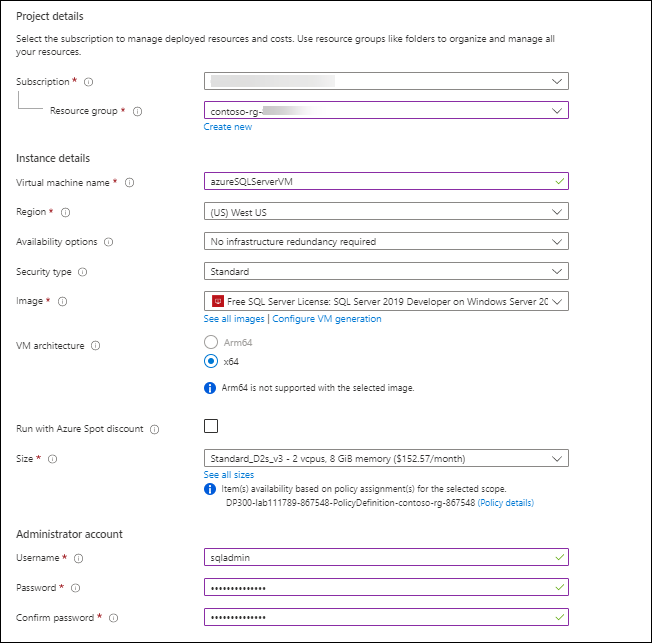 Project details
Select the subscription to manage deployed resources and costs. Use resource groups like folders to organize and manage all
your resources.
Subscription *
Resource group *
contoso-rg-
Create new
Instance details
Virtual machine name *
azureSQLServerVM
Region *
(US) West US
Availability options
No infrastructure redundancy required
Security type
Standard
Image *
Free SQL Server License: SQL Server 2019 Developer on Windows Server 20
See all images | Configure VM generation
VM architecture
Arm64
x64
Arm64 is not supported with the selected image.
Run with Azure Spot discount
Size *
Standard_D2s_v3 - 2 vcpus, 8 GiB memory ($152.57/month)
See all sizes
Item(s) availability based on policy assignment(s) for the selected scope.
DP300-lab111789-867548-PolicyDefinition-contoso-rg-867548 (Policy details)
Administrator account
Username *
sqladmin
Password *
••••••••••••••
Confirm password *
••••••••••••••